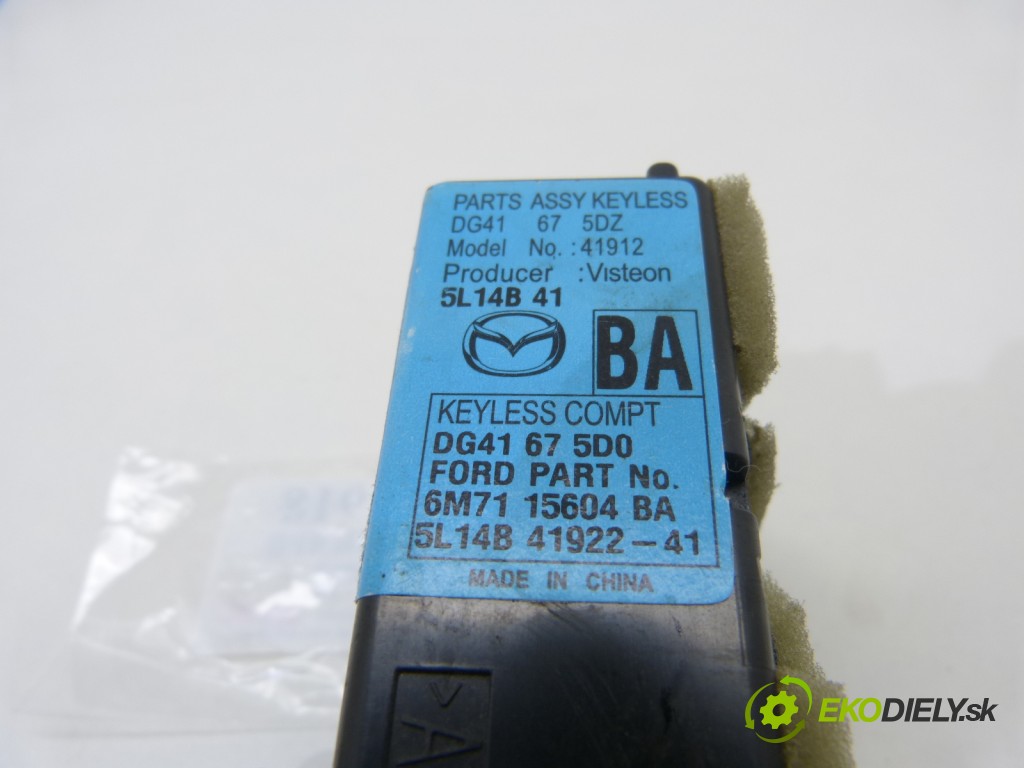 PARTS ASSY KEYLESS
DG41 67 5DZ
Model No. : 41912
Producer : Visteon
5L14B 41
BA
KEYLESS COMPT
DG41 67 5D0
FORD PART No.
6M71 15604 BA
5L14B 41922-41
MADE IN CHINA
>A
EKODIELY.sk